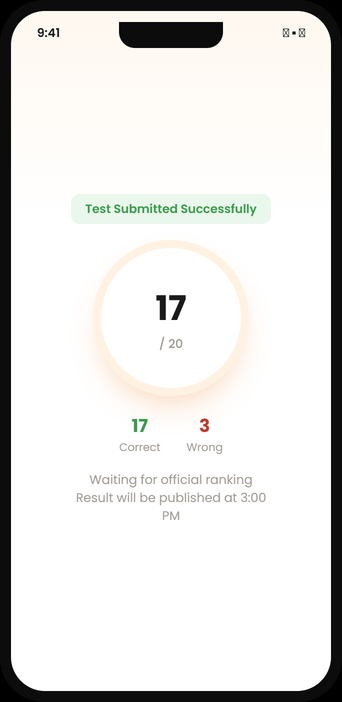 9:41
Test Submitted Successfully
17
/ 20
17 3
Correct Wrong
Waiting for official ranking
Result will be published at 3:00
PM